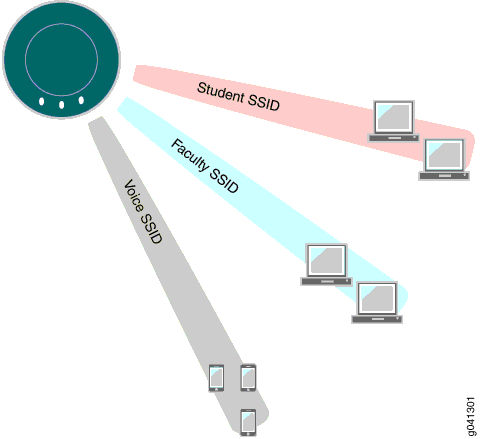 Student SSID
Faculty SSID
Voice SSID
g041301